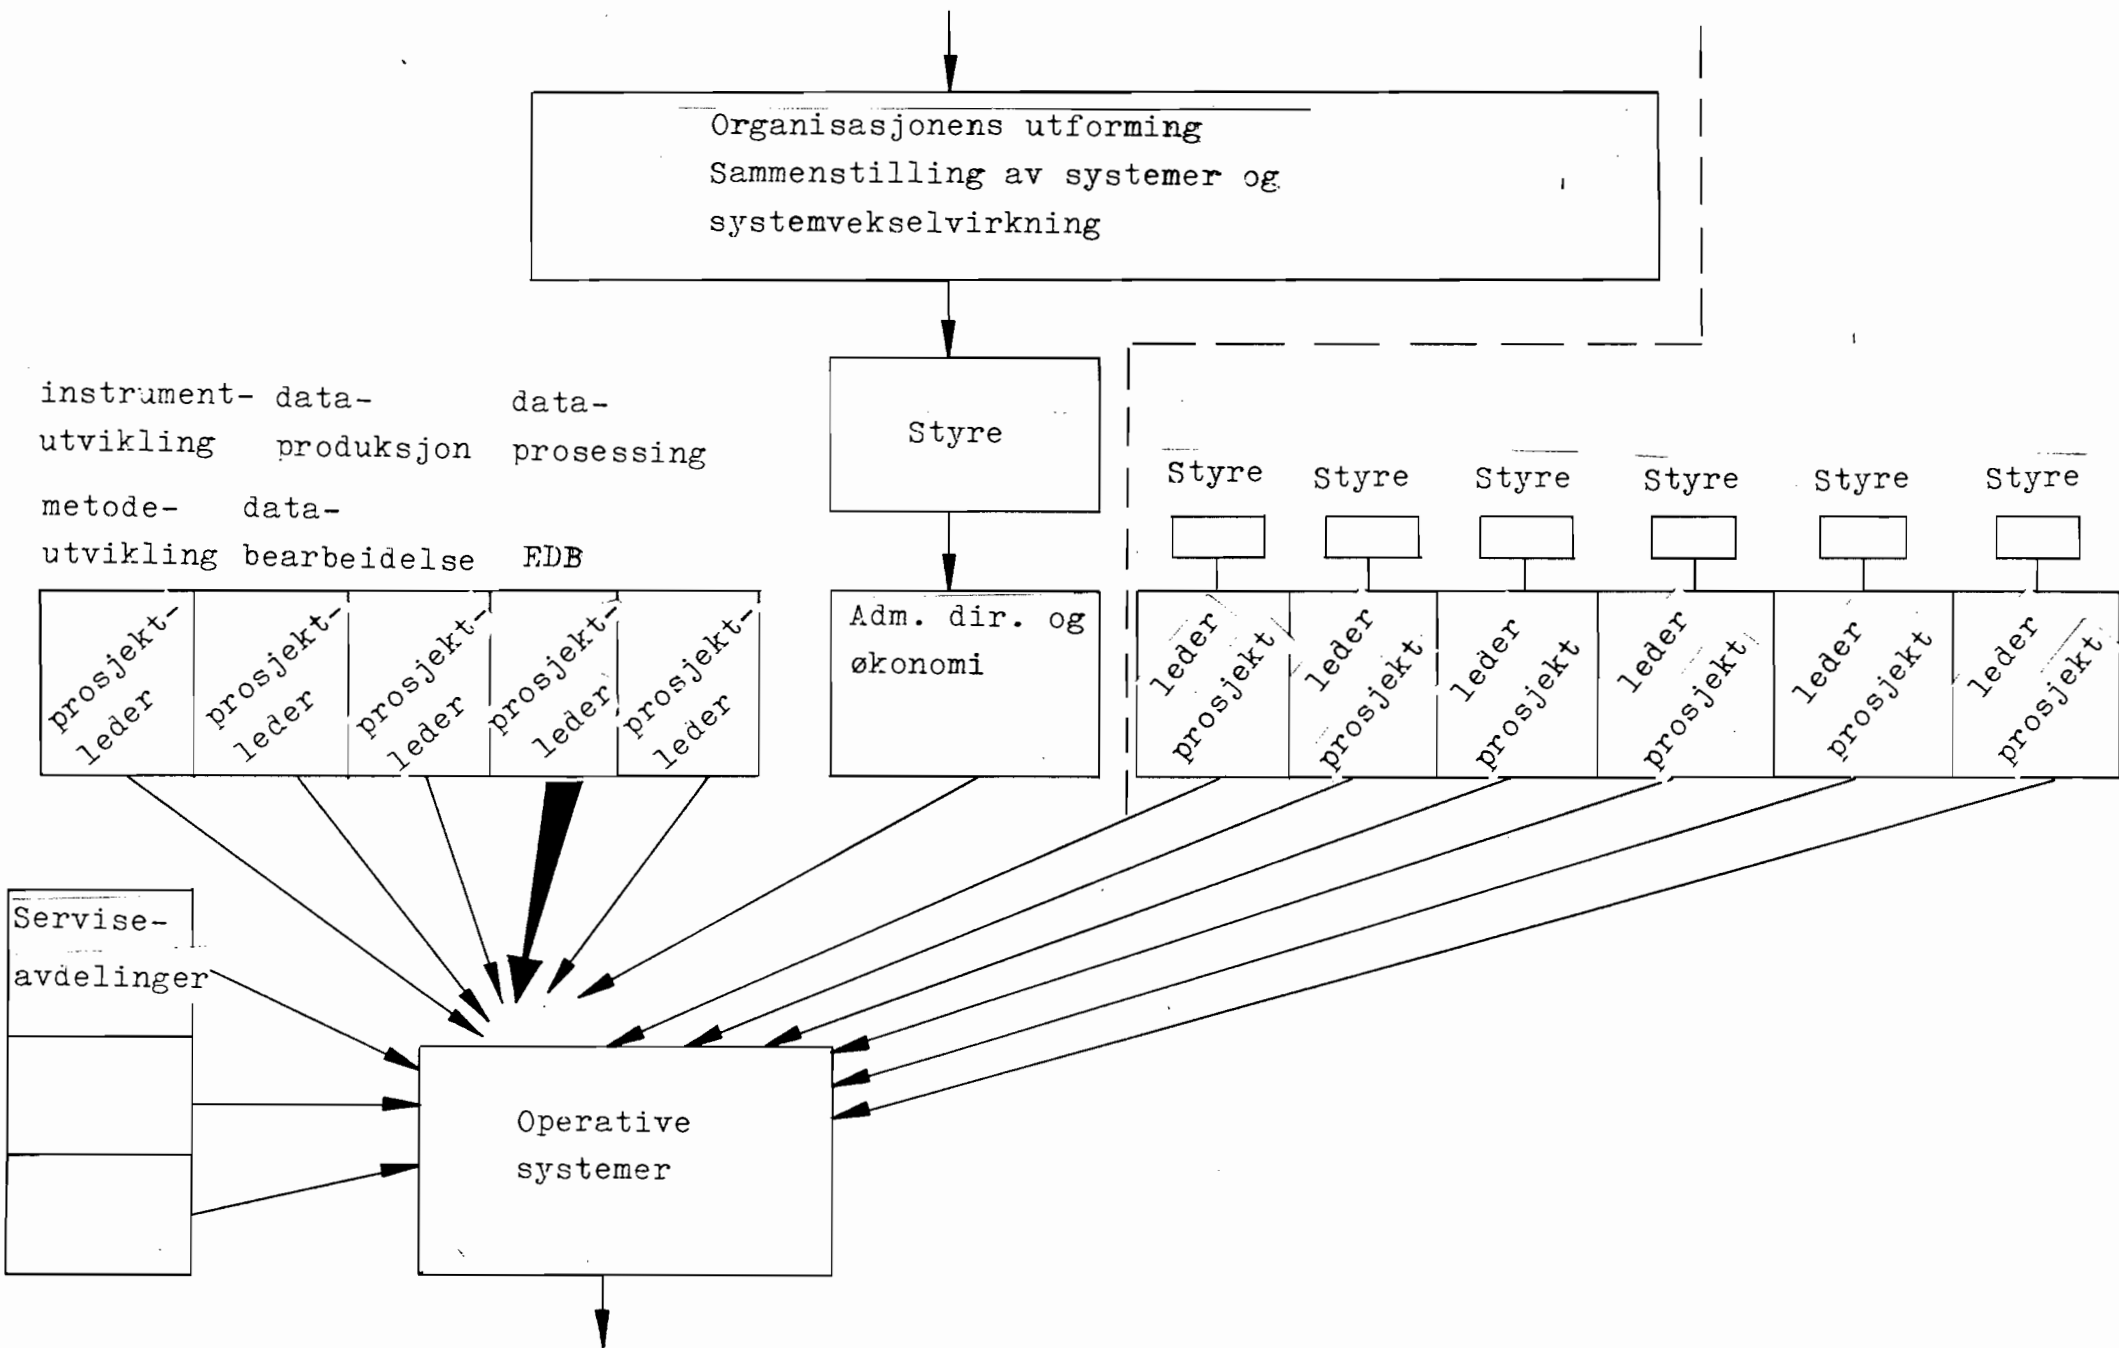 Organisasjonens utforming
Sammenstilling av systemer og
systemvekselvirkning
instrument-
utvikling
data-
produksjon
data-
prosessing
metode-
utvikling
data-
bearbeidelse
EDB
Styre
Styre
Styre
Styre
Styre
Styre
Styre
prosjekt-
leder
prosjekt-
leder
prosjekt-
leder
prosjekt-
leder
prosjekt-
leder
Adm. dir. og
økonomi
leder
prosjekt
leder
prosjekt
leder
prosjekt
leder
prosjekt
leder
prosjekt
leder
prosjekt
Servise-
avdelinger
Operative
systemer